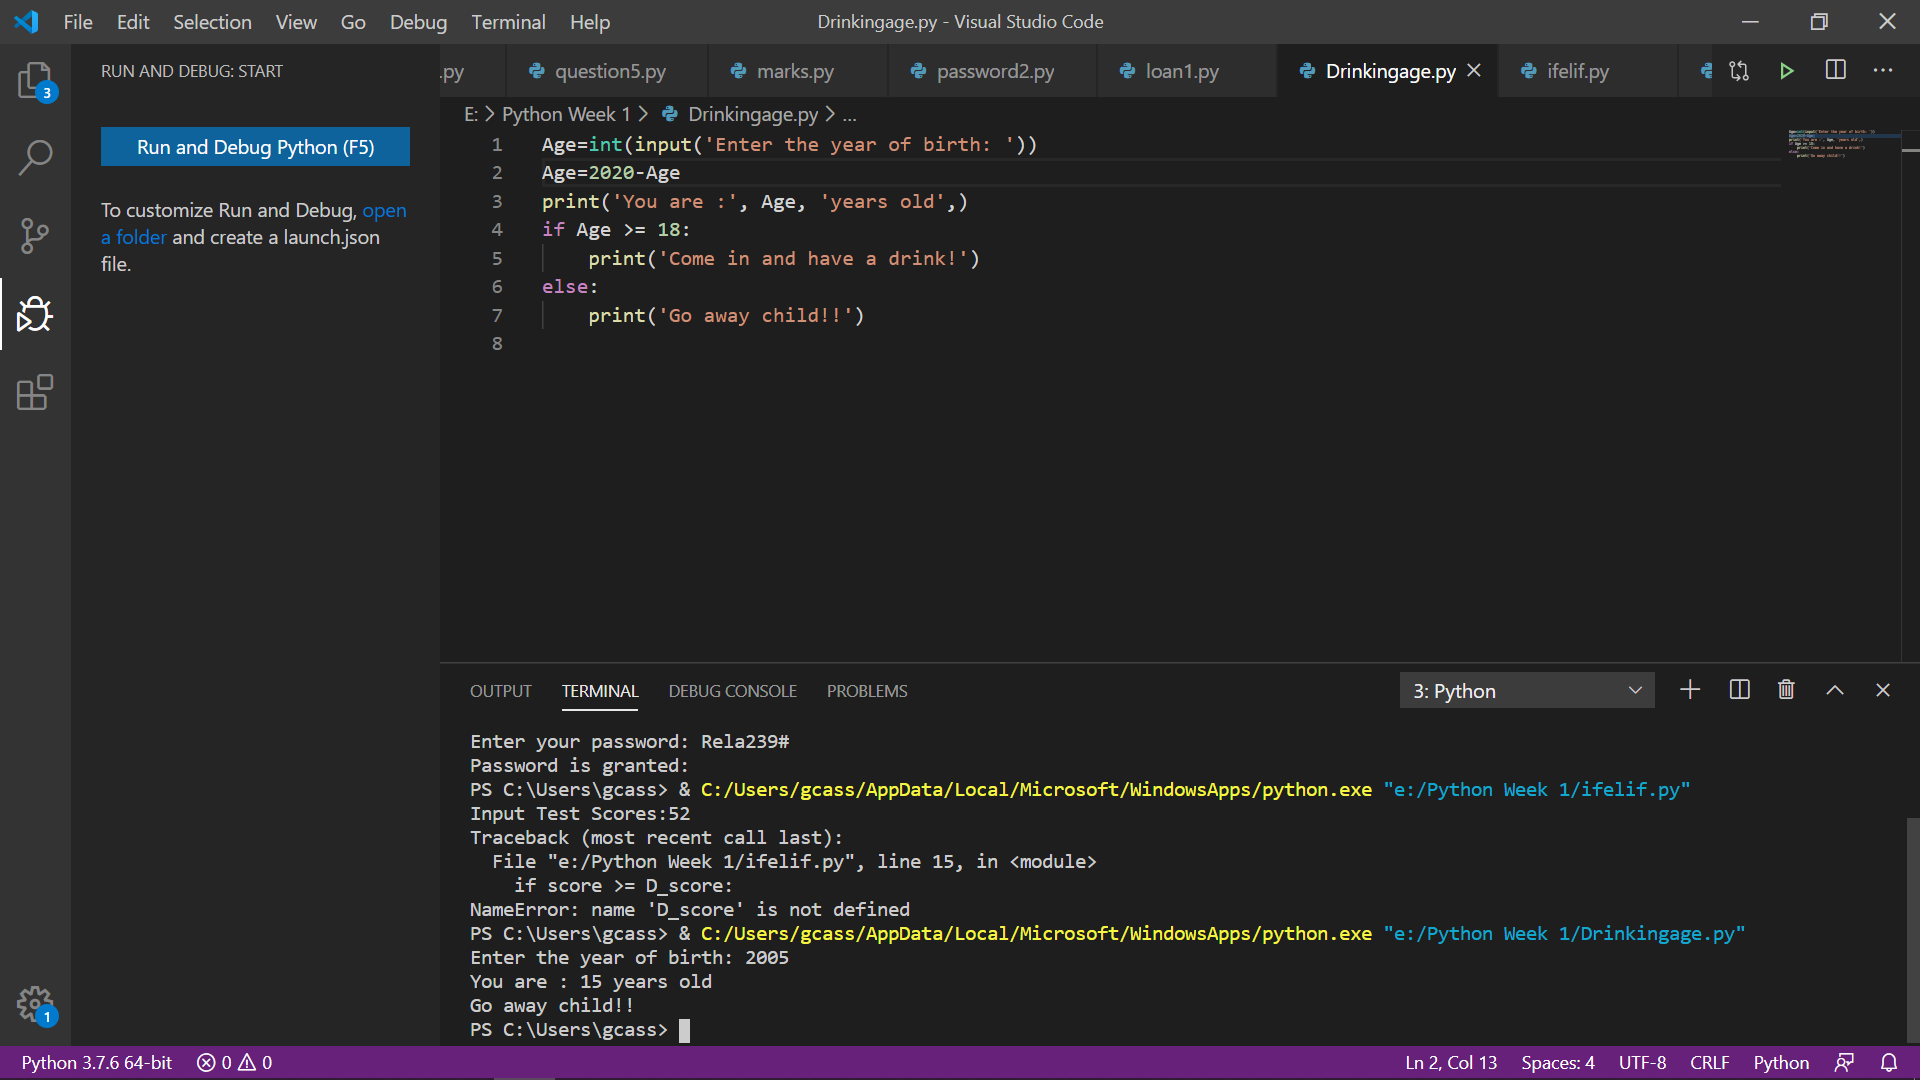 File Edit Selection View Go Debug Terminal Help Drinkingage.py - Visual Studio Code
RUN AND DEBUG: START
.py question5.py marks.py password2.py loan1.py Drinkingage.py ifelif.py
3
E: > Python Week 1 > Drinkingage.py > ...
Run and Debug Python (F5)
To customize Run and Debug, open
a folder and create a launch.json
file.
1 Age=int(input('Enter the year of birth: '))
2 Age=2020-Age
3 print('You are :', Age, 'years old',)
4 if Age >= 18:
5     print('Come in and have a drink!')
6 else:
7     print('Go away child!!')
8
OUTPUT TERMINAL DEBUG CONSOLE PROBLEMS 3: Python
Enter your password: Rela239#
Password is granted:
PS C:\Users\gcass> & C:/Users/gcass/AppData/Local/Microsoft/WindowsApps/python.exe "e:/Python Week 1/ifelif.py"
Input Test Scores:52
Traceback (most recent call last):
  File "e:/Python Week 1/ifelif.py", line 15, in <module>
    if score >= D_score:
NameError: name 'D_score' is not defined
PS C:\Users\gcass> & C:/Users/gcass/AppData/Local/Microsoft/WindowsApps/python.exe "e:/Python Week 1/Drinkingage.py"
Enter the year of birth: 2005
You are : 15 years old
Go away child!!
PS C:\Users\gcass>
1
Python 3.7.6 64-bit 0 0 Ln 2, Col 13 Spaces: 4 UTF-8 CRLF Python